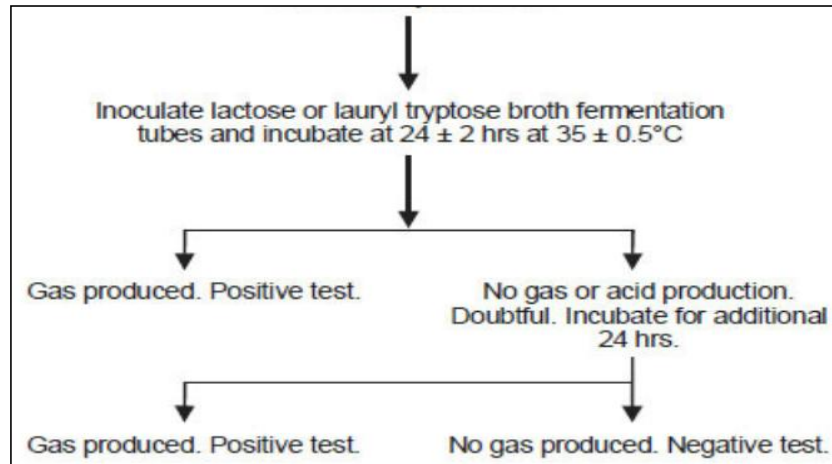 Inoculate lactose or lauryl tryptose broth fermentation
tubes and incubate at 24 ± 2 hrs at 35 ± 0.5°C
Gas produced. Positive test.
No gas or acid production.
Doubtful. Incubate for additional
24 hrs.
Gas produced. Positive test.
No gas produced. Negative test.